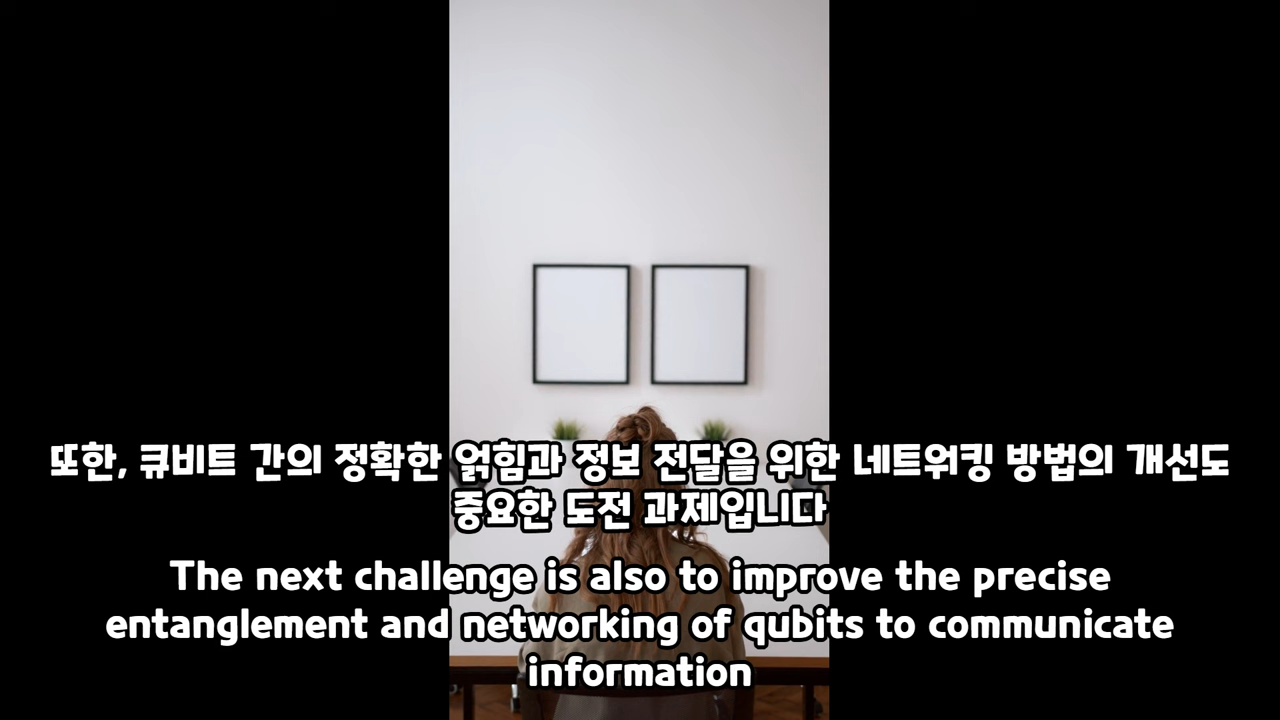 또한, 큐비트 간의 정확한 얽힘과 정보 전달을 위한 네트워킹 방법의 개선도
중요한 도전 과제입니다
The next challenge is also to improve the precise
entanglement and networking of qubits to communicate
information